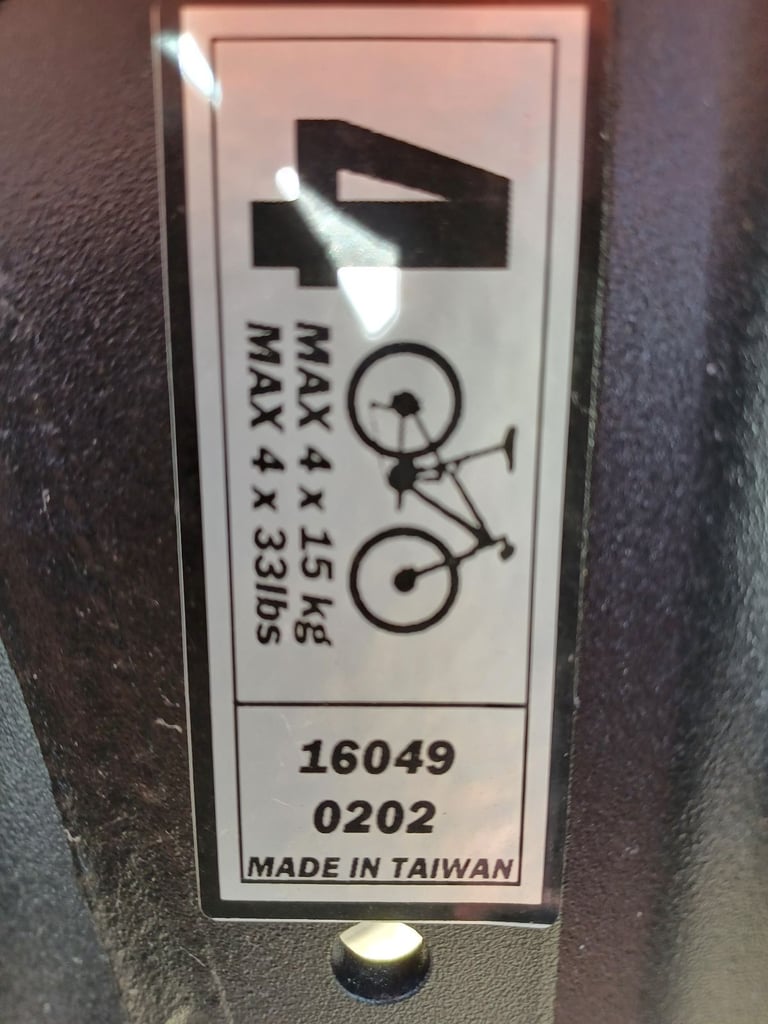 4
MAX 4 x 15 kg
MAX 4 x 33lbs
16049
0202
MADE IN TAIWAN